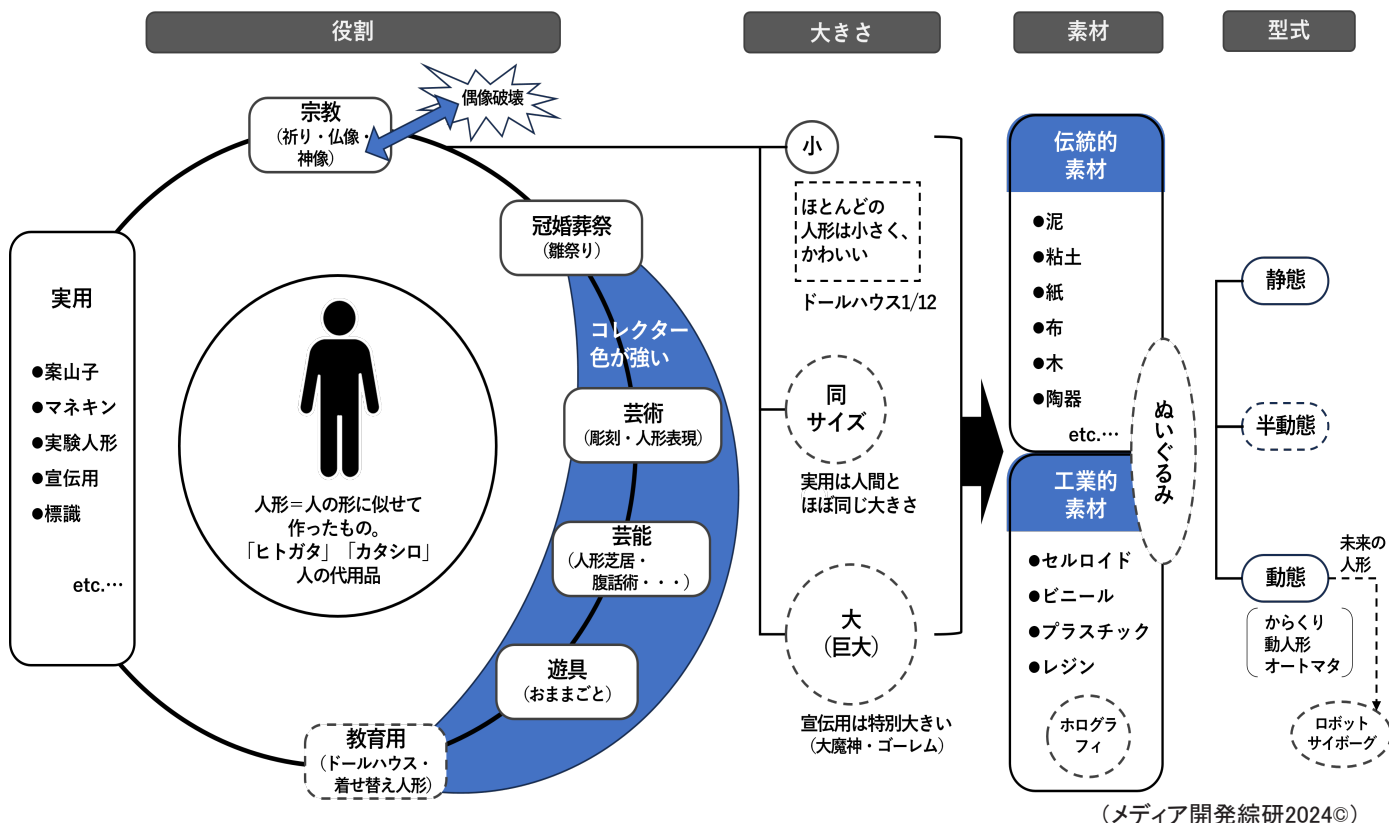 役割
大きさ
素材
型式
偶像破壊
宗教
(祈り・仏像・
神像)
冠婚葬祭
(雛祭り)
実用
●案山子
●マネキン
●実験人形
●宣伝用
●標識
etc.…
人形＝人の形に似せて
作ったもの。
「ヒトガタ」「カタシロ」
人の代用品
コレクター
色が強い
芸術
(彫刻・人形表現)
芸能
(人形芝居・
腹話術・・・)
遊具
(おままごと)
教育用
(ドールハウス・
着せ替え人形)
小
ほとんどの
人形は小さく、
かわいい
ドールハウス1/12
同
サイズ
実用は人間と
ほぼ同じ大きさ
大
(巨大)
宣伝用は特別大きい
(大魔神・ゴーレム)
伝統的
素材
●泥
●粘土
●紙
●布
●木
●陶器
etc.…
ぬいぐるみ
工業的
素材
●セルロイド
●ビニール
●プラスチック
●レジン
ホログラ
フィ
静態
半動態
動態
からくり
動人形
オートマタ
未来の
人形
ロボット
サイボーグ
(メディア開発綜研2024©)